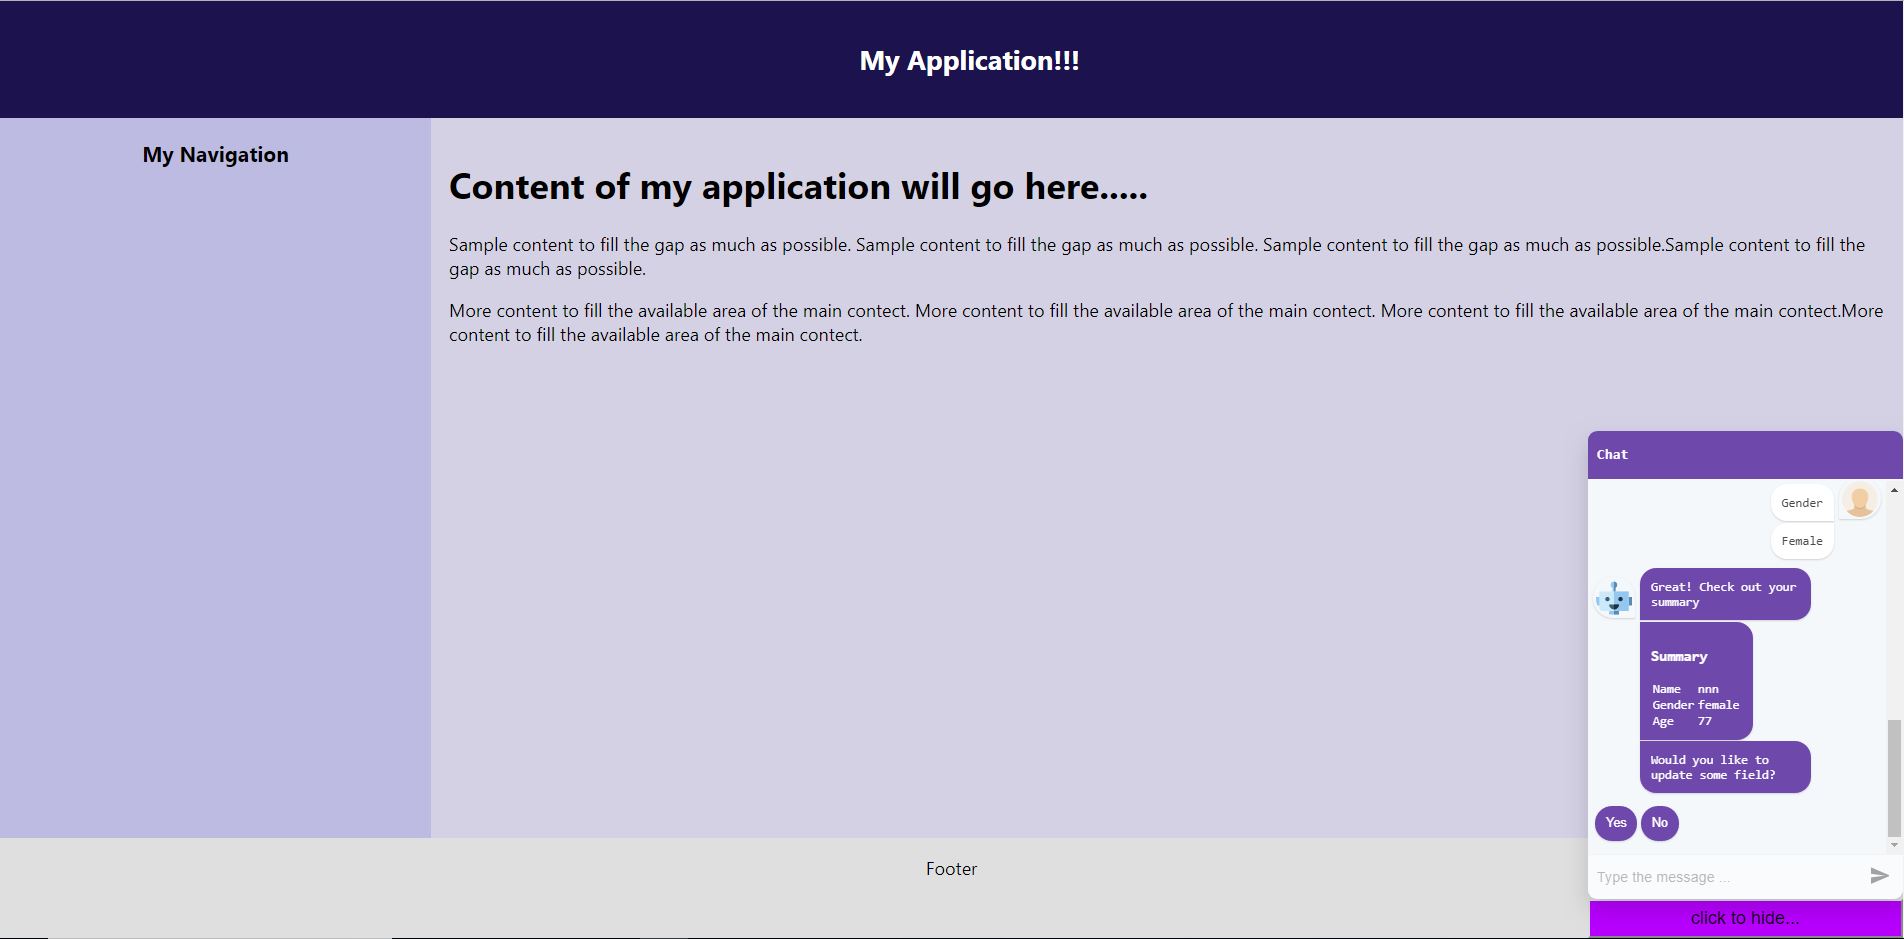 My Application!!!
My Navigation
Content of my application will go here.....
Sample content to fill the gap as much as possible. Sample content to fill the gap as much as possible. Sample content to fill the gap as much as possible.Sample content to fill the
gap as much as possible.
More content to fill the available area of the main contect. More content to fill the available area of the main contect. More content to fill the available area of the main contect.More
content to fill the available area of the main contect.
Chat
Gender
Female
Great! Check out your
summary
Summary
Name nnn
Gender female
Age 77
Would you like to
update some field?
Yes No
Type the message ...
Footer
click to hide...